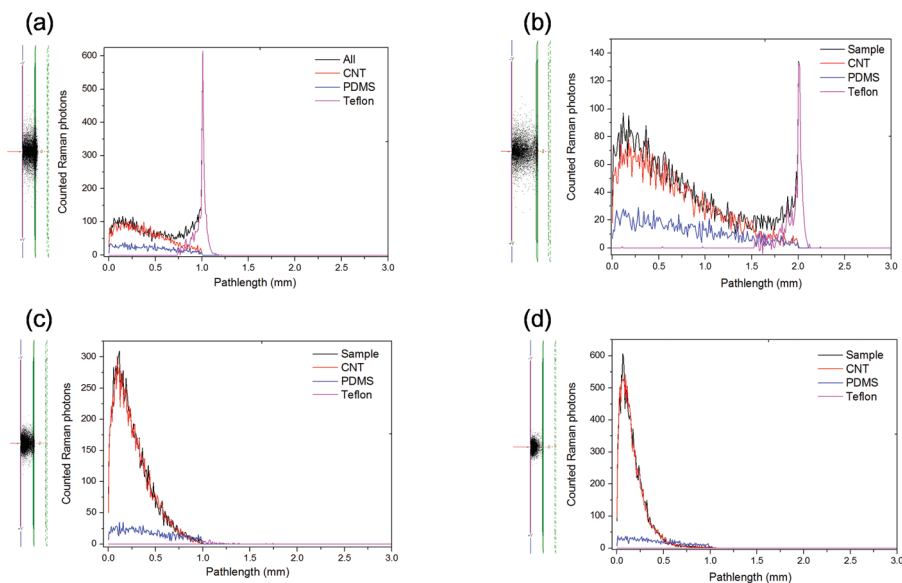 (a)
600
500
400
300
200
100
0
Counted Raman photons
All
CNT
PDMS
Teflon
0.0 0.5 1.0 1.5 2.0 2.5 3.0
Pathlength (mm)
(b)
140
120
100
80
60
40
20
0
Counted Raman photons
Sample
CNT
PDMS
Teflon
0.0 0.5 1.0 1.5 2.0 2.5 3.0
Pathlength (mm)
(c)
300
250
200
150
100
50
0
Counted Raman photons
Sample
CNT
PDMS
Teflon
0.0 0.5 1.0 1.5 2.0 2.5 3.0
Pathlength (mm)
(d)
600
500
400
300
200
100
0
Counted Raman photons
Sample
CNT
PDMS
Teflon
0.0 0.5 1.0 1.5 2.0 2.5 3.0
Pathlength (mm)